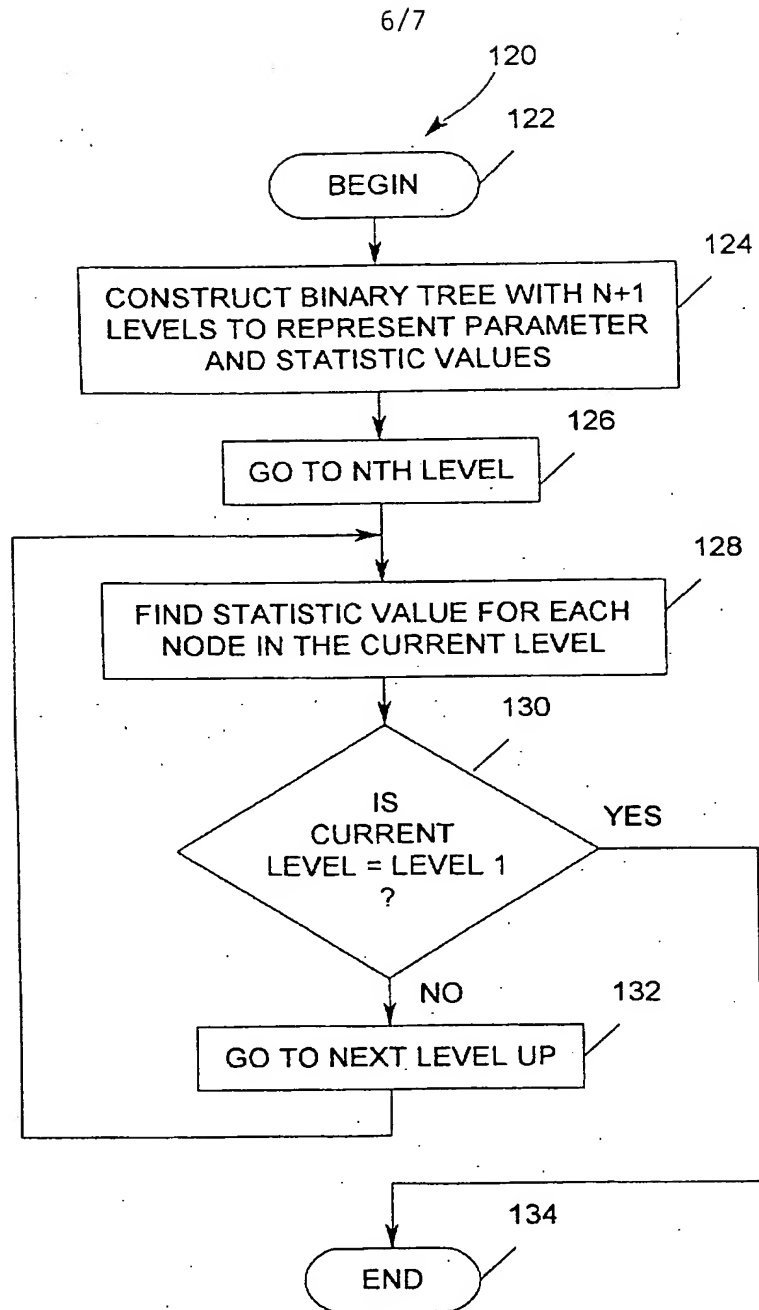 6/7
120
122
BEGIN
124
CONSTRUCT BINARY TREE WITH N+1
LEVELS TO REPRESENT PARAMETER
AND STATISTIC VALUES
126
GO TO NTH LEVEL
128
FIND STATISTIC VALUE FOR EACH
NODE IN THE CURRENT LEVEL
130
IS
CURRENT
LEVEL = LEVEL 1
?
YES
NO
132
GO TO NEXT LEVEL UP
134
END